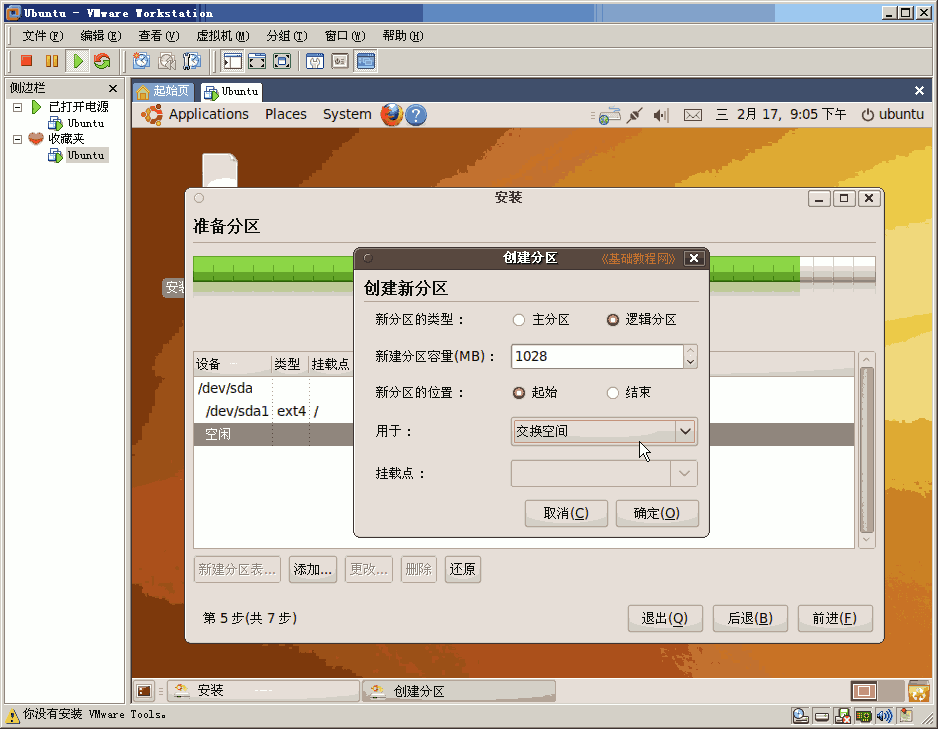 Ubuntu - VMware Workstation
文件(F) 编辑(E) 查看(V) 虚拟机(M) 分组(T) 窗口(W) 帮助(H)
侧边栏
已打开电源
Ubuntu
收藏夹
Ubuntu
起始页 Ubuntu
Applications Places System 三 2月 17, 9:05 下午 ubuntu
安装
准备分区
安装
设备 类型 挂载点
/dev/sda
/dev/sda1 ext4 /
空闲
创建分区 《基础教程网》
创建新分区
新分区的类型： 主分区 逻辑分区
新建分区容量(MB)： 1028
新分区的位置： 起始 结束
用于： 交换空间
挂载点：
取消(C) 确定(O)
新建分区表... 添加... 更改... 删除 还原
第 5 步(共 7 步) 退出(Q) 后退(B) 前进(F)
安装 创建分区
你没有安装 VMware Tools。